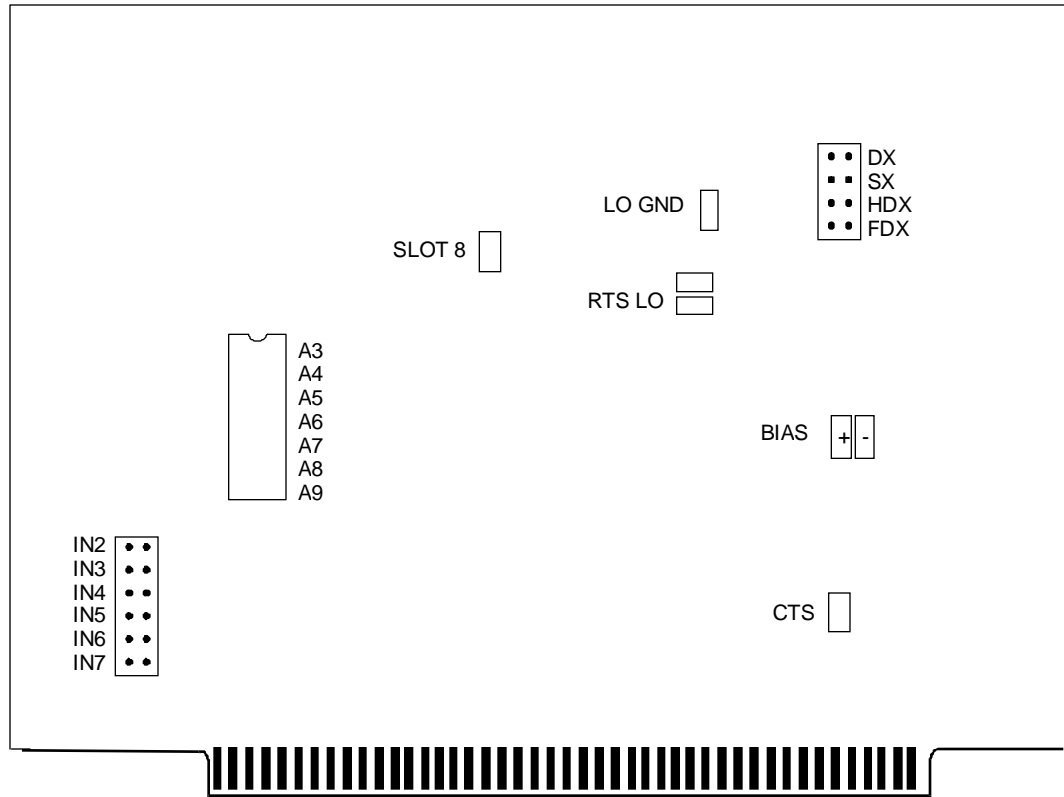 DX
SX
LO GND
HDX
FDX
SLOT 8
RTS LO
A3
A4
A5
A6
A7
A8
A9
BIAS + -
IN2
IN3
IN4
IN5
IN6
IN7
CTS